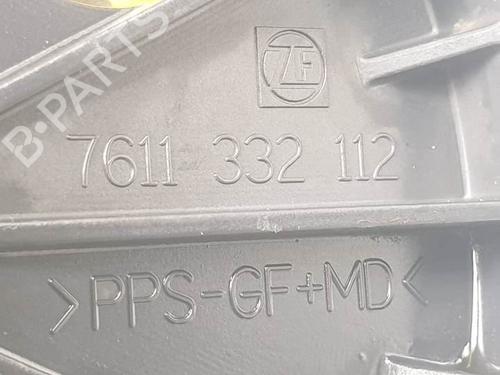 ZF
B-PARTS
7611 332 112
>PPS-GF+MD<